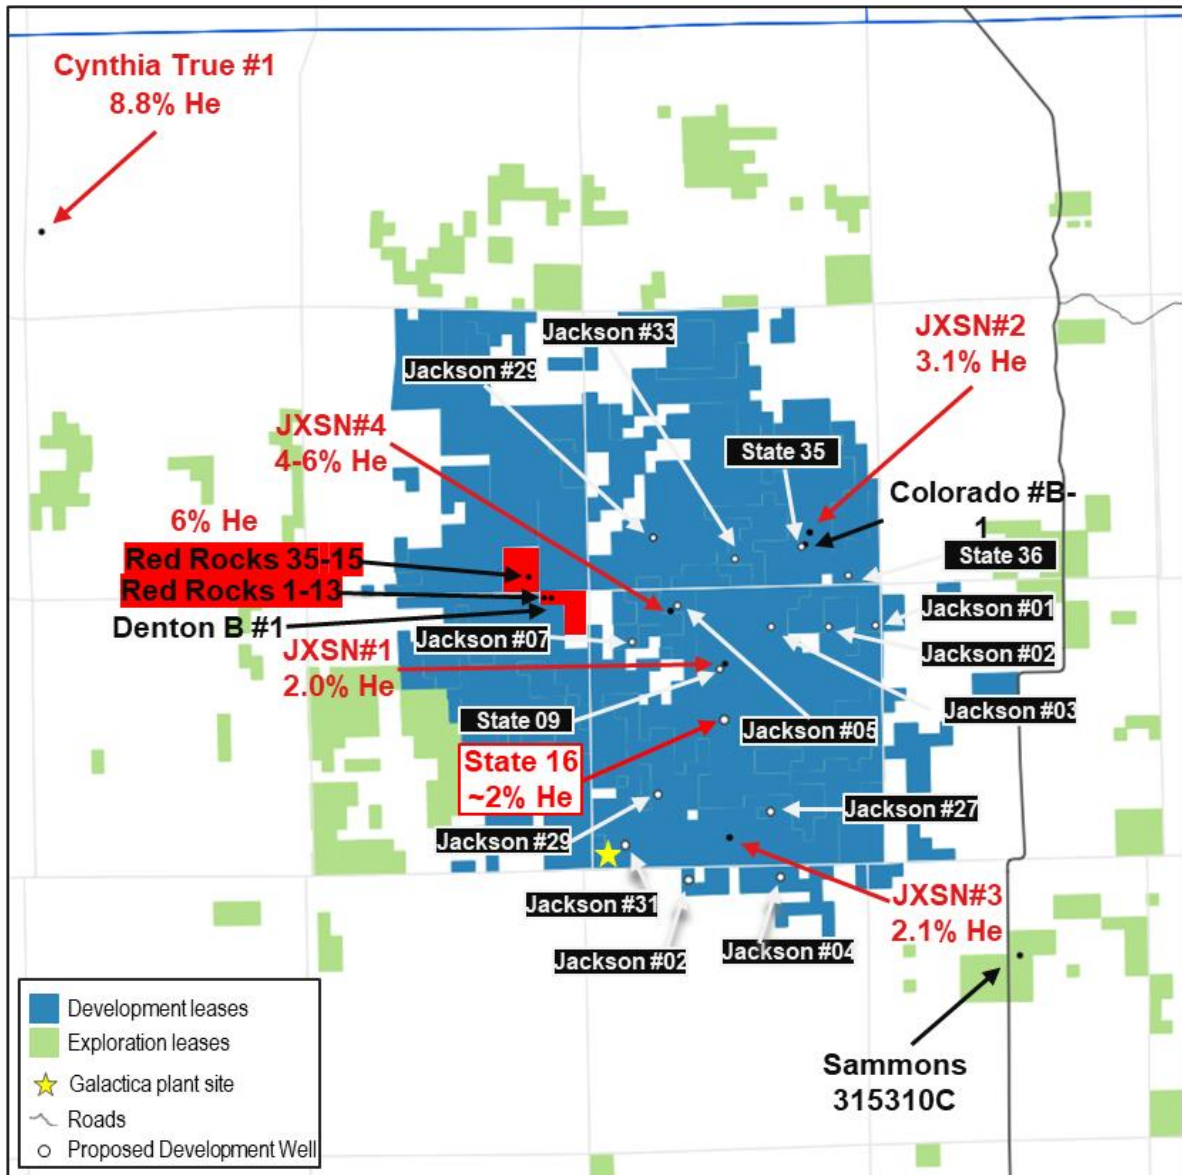 Cynthia True #1
8.8% He
Jackson #33
JXSN#2
3.1% He
Jackson #29
JXSN#4
4-6% He
State 35
Colorado #B-
1
6% He
State 36
Red Rocks 35-15
Red Rocks 1-13
Jackson #01
Denton B #1
Jackson #07
JXSN#1
2.0% He
Jackson #02
State 09
Jackson #05
Jackson #03
State 16
~2% He
Jackson #27
Jackson #29
JXSN#3
2.1% He
Jackson #31
Jackson #02
Jackson #04
Development leases
Exploration leases
Galactica plant site
Roads
Proposed Development Well
Sammons
315310C